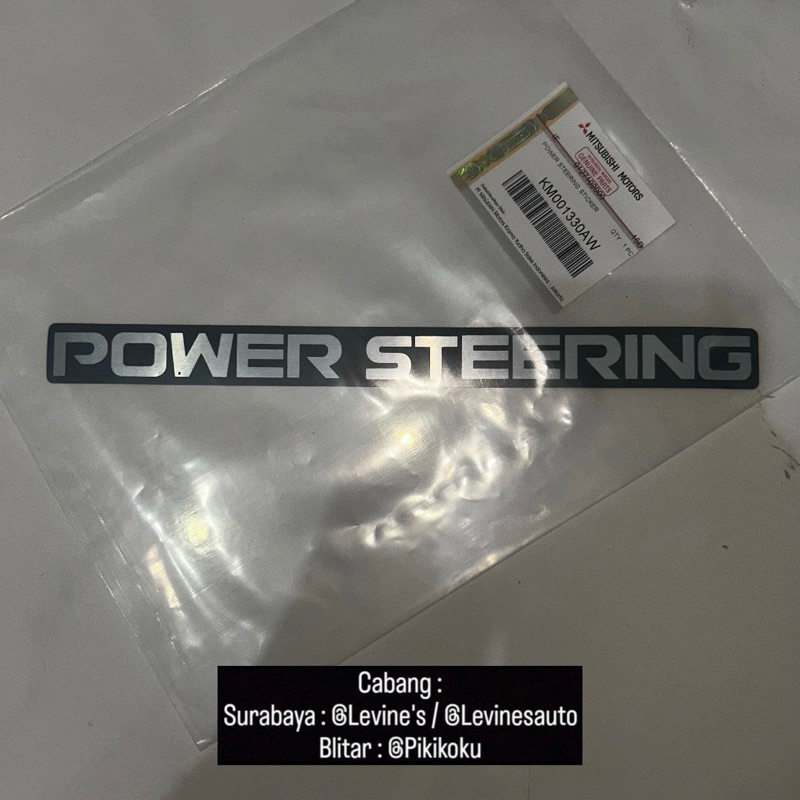 MITSUBISHI MOTORS
GENUINE PARTS
POWER STEERING STICKER
KM001330AW
QTY 1 PC
POWER STEERING
Cabang :
Surabaya : @Levine's / @Levinesauto
Blitar : @Pikikoku